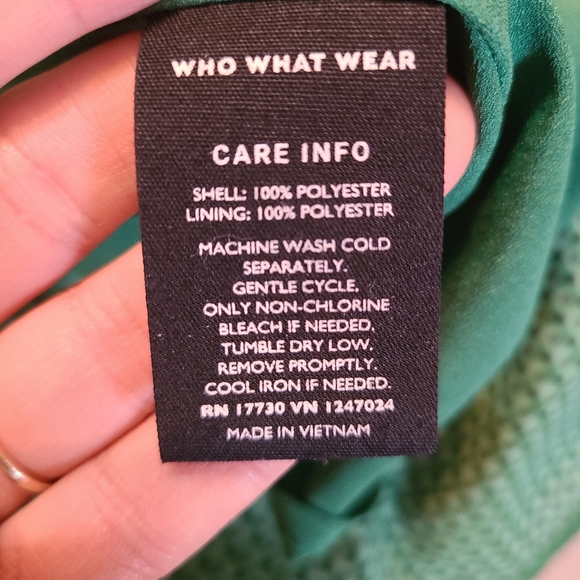 WHO WHAT WEAR
CARE INFO
SHELL: 100% POLYESTER
LINING: 100% POLYESTER
MACHINE WASH COLD
SEPARATELY.
GENTLE CYCLE.
ONLY NON-CHLORINE
BLEACH IF NEEDED.
TUMBLE DRY LOW.
REMOVE PROMPTLY.
COOL IRON IF NEEDED.
RN 17730 VN 1247024
MADE IN VIETNAM